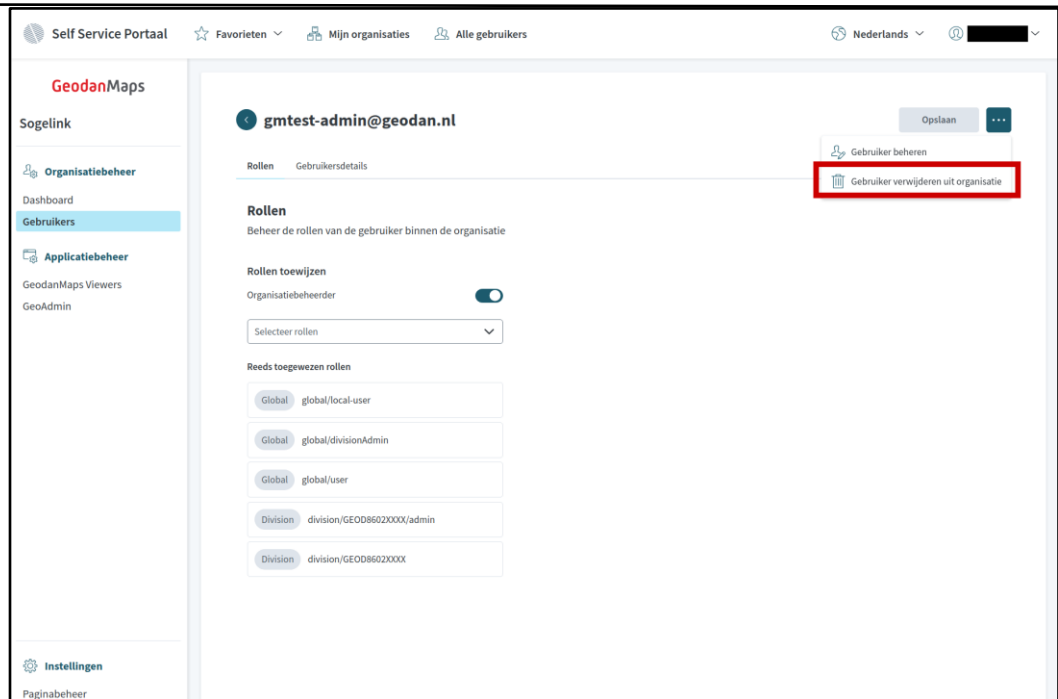 Self Service Portaal
Favorieten
Mijn organisaties
Alle gebruikers
Nederlands
GeodanMaps
Sogelink
Organisatiebeheer
Dashboard
Gebruikers
Applicatiebeheer
GeodanMaps Viewers
GeoAdmin
Instellingen
Paginabeheer
gmtest-admin@geodan.nl
Opslaan
Gebruiker beheren
Gebruiker verwijderen uit organisatie
Rollen Gebruikersdetails
Rollen
Beheer de rollen van de gebruiker binnen de organisatie
Rollen toewijzen
Organisatiebeheerder
Selecteer rollen
Reeds toegewezen rollen
Global global/local-user
Global global/divisionAdmin
Global global/user
Division division/GEOD8602XXXX/admin
Division division/GEOD8602XXXX